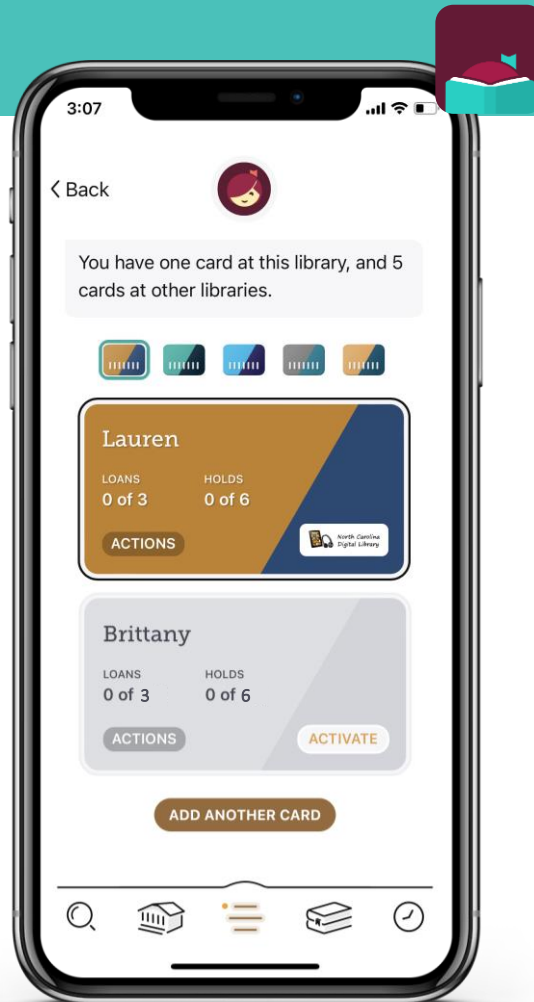 3:07
Back
You have one card at this library, and 5
cards at other libraries.
Lauren
LOANS HOLDS
0 of 3 0 of 6
ACTIONS
North Carolina
Digital Library
Brittany
LOANS HOLDS
0 of 3 0 of 6
ACTIONS ACTIVATE
ADD ANOTHER CARD